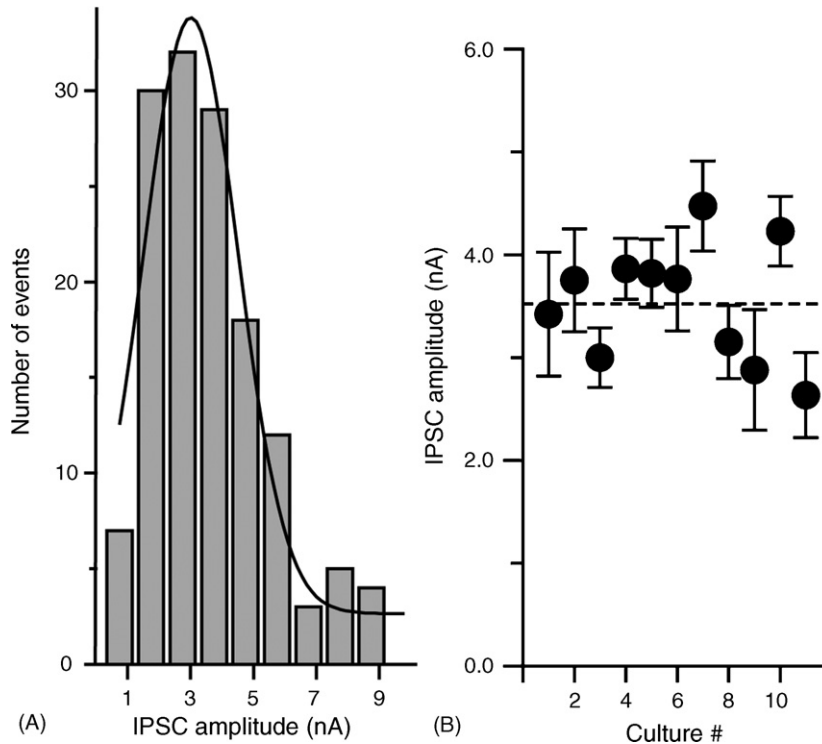 Number of events
30
20
10
0
1 3 5 7 9
IPSC amplitude (nA)
(A)
IPSC amplitude (nA)
6.0
4.0
2.0
0.0
2 4 6 8 10
Culture #
(B)